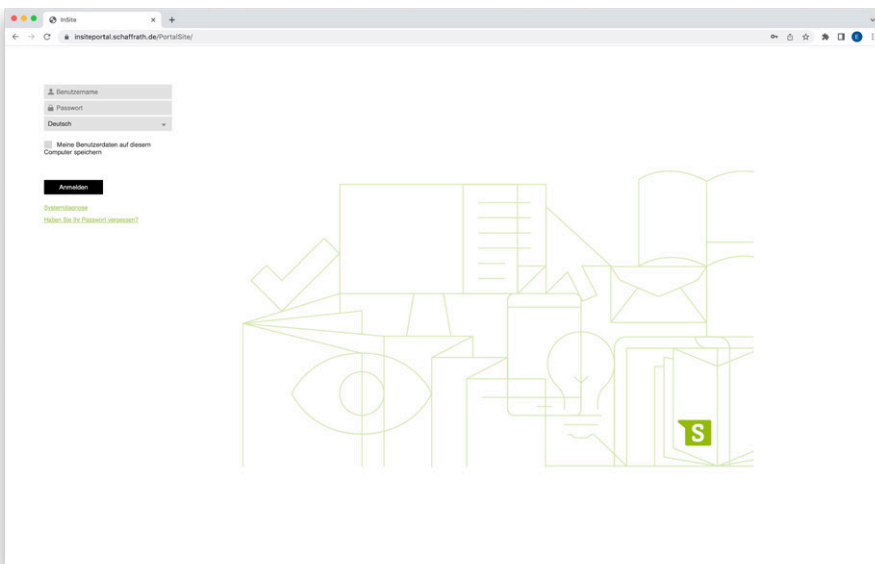 InSite
insiteportal.schaffrath.de/PortalSite/
E
Benutzername
Passwort
Deutsch
Meine Benutzerdaten auf diesem
Computer speichern
Anmelden
Systemdiagnose
Haben Sie Ihr Passwort vergessen?
S